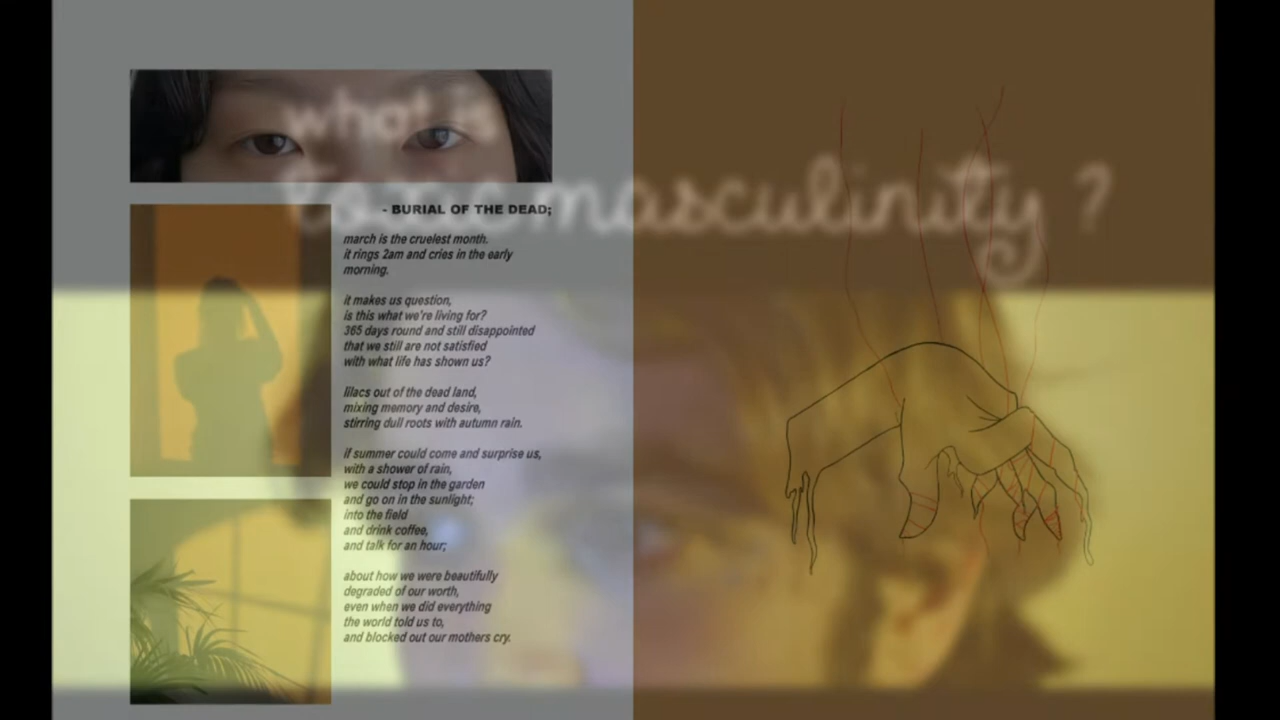 what is
toxic masculinity ?
- BURIAL OF THE DEAD;
march is the cruelest month.
it rings 2am and cries in the early
morning.
it makes us question,
is this what we're living for?
365 days round and still disappointed
that we still are not satisfied
with what life has shown us?
lilacs out of the dead land,
mixing memory and desire,
stirring dull roots with autumn rain.
if summer could come and surprise us,
with a shower of rain,
we could stop in the garden
and go on in the sunlight;
into the field
and drink coffee,
and talk for an hour;
about how we were beautifully
degraded of our worth,
even when we did everything
the world told us to,
and blocked out our mothers cry.